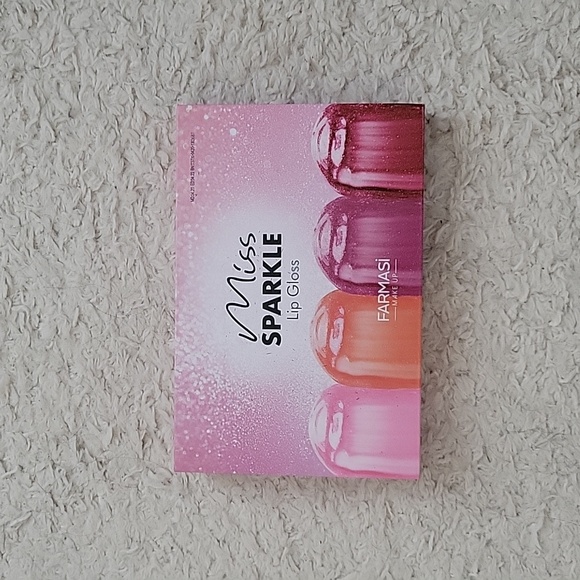 Miss
SPARKLE
Lip Gloss
FARMASi
MAKE UP